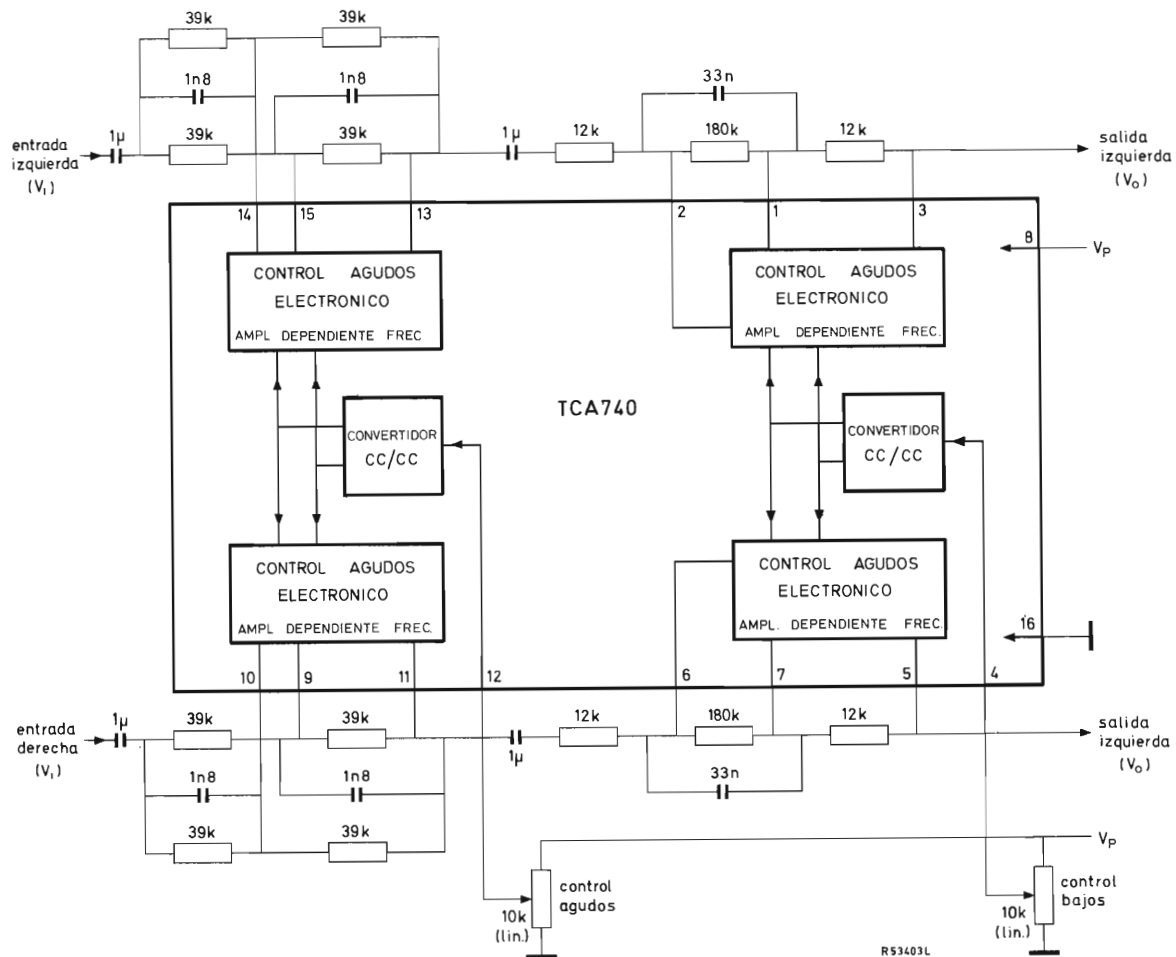 39k
39k
1n8
1n8
33n
entrada
izquierda
(V₁)
1µ
39k
39k
1µ
12k
180k
12k
salida
izquierda
(V₀)
14
15
13
2
1
3
8
Vₚ
CONTROL AGUDOS
ELECTRONICO
AMPL DEPENDIENTE FREC
CONTROL AGUDOS
ELECTRONICO
AMPL DEPENDIENTE FREC.
TCA740
CONVERTIDOR
CC/CC
CONVERTIDOR
CC/CC
CONTROL AGUDOS
ELECTRONICO
AMPL DEPENDIENTE FREC.
CONTROL AGUDOS
ELECTRONICO
AMPL. DEPENDIENTE FREC.
16
10
9
11
12
6
7
5
4
entrada
derecha
(V₁)
1µ
39k
39k
1µ
12k
180k
12k
salida
izquierda
(V₀)
1n8
1n8
33n
39k
39k
Vₚ
control
agudos
10k
(lin.)
control
bajos
10k
(lin.)
R53403L